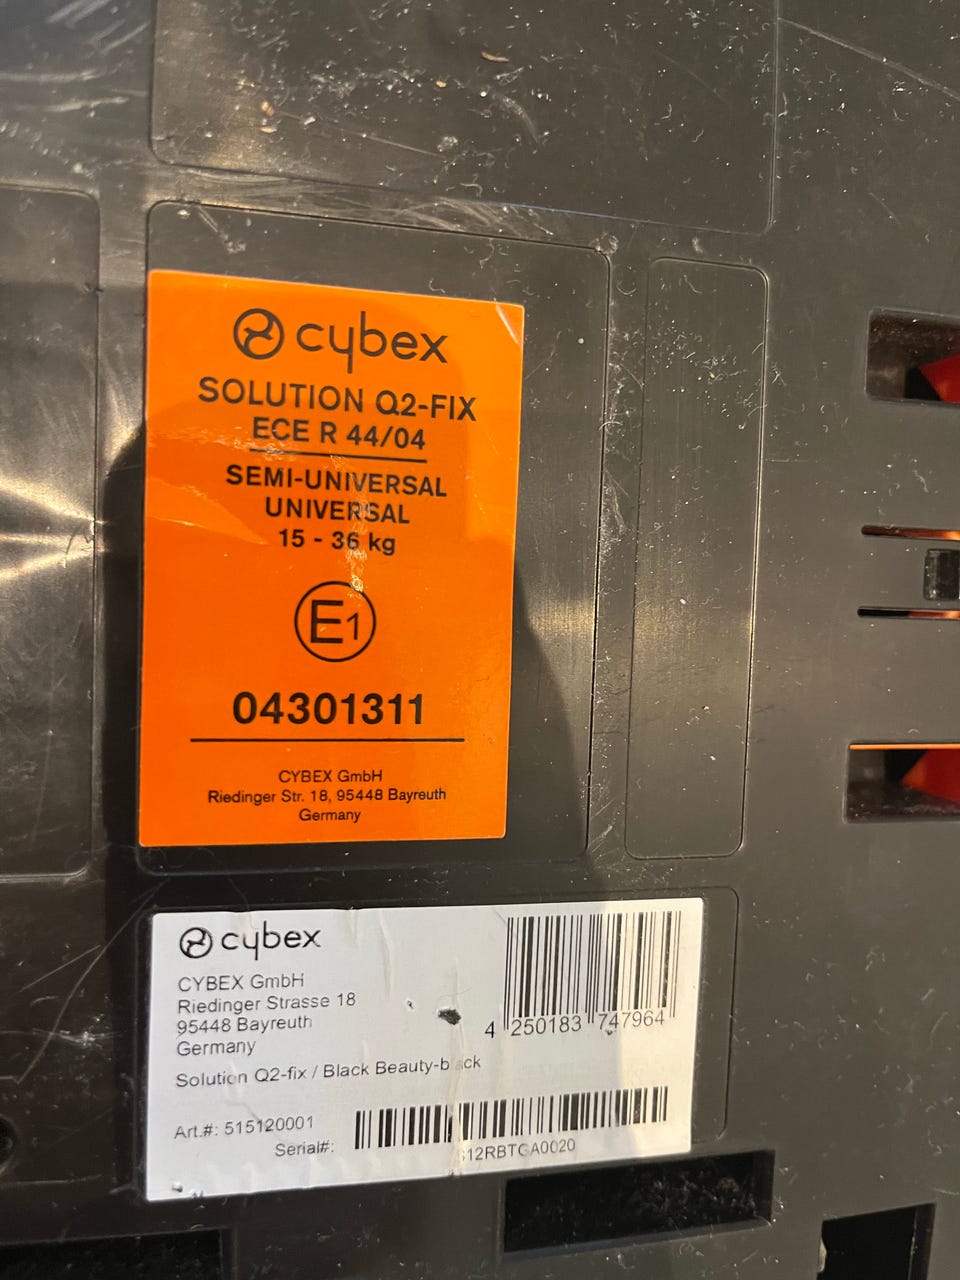 cybex
SOLUTION Q2-FIX
ECE R 44/04
SEMI-UNIVERSAL
UNIVERSAL
15 - 36 kg
E1
04301311
CYBEX GmbH
Riedinger Str. 18, 95448 Bayreuth
Germany
cybex
CYBEX GmbH
Riedinger Strasse 18
95448 Bayreuth
Germany
4 250183 747964
Solution Q2-fix / Black Beauty-black
Art.#: 515120001
Serial#: